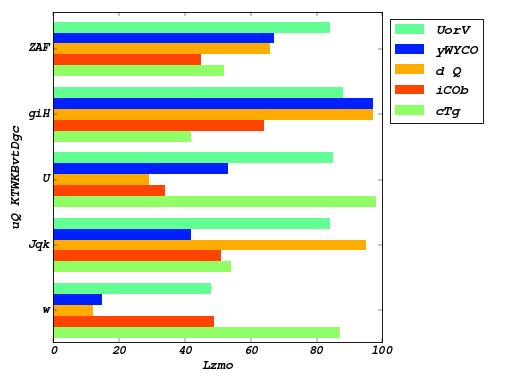 ZAF
giH
U
Jqk
w
uQ KTWKBvtDgc
0 20 40 60 80 100
Lzmo
UorV
yWYCO
d Q
iCOb
cTg